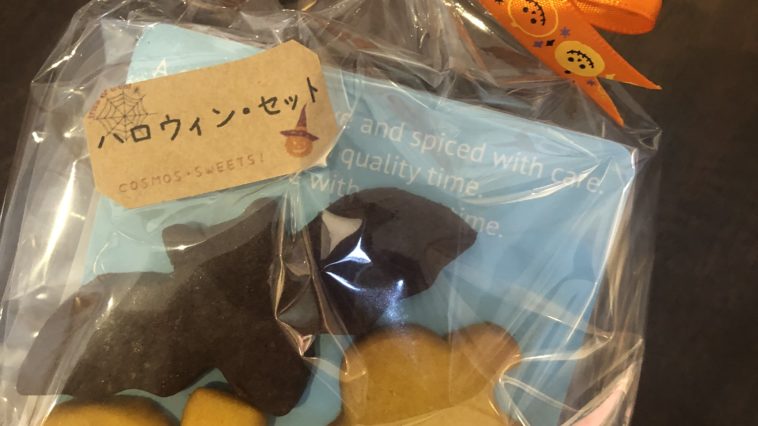 ハロウィン・セット
COSMOS・SWEETS!
A
and spiced with care.
quality time.
with
time.